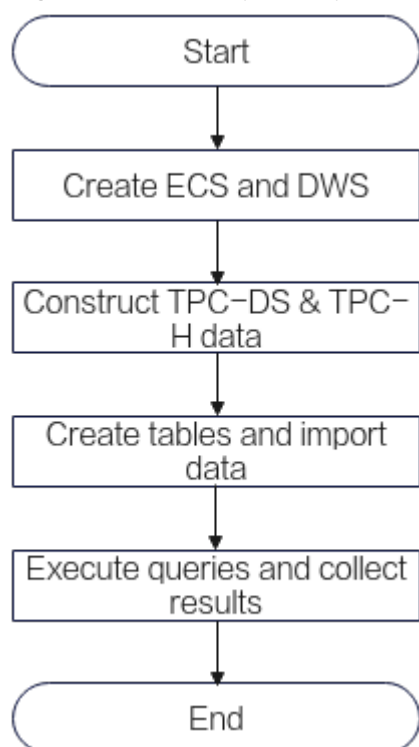 Start
Create ECS and DWS
Construct TPC-DS & TPC-
H data
Create tables and import
data
Execute queries and collect
results
End